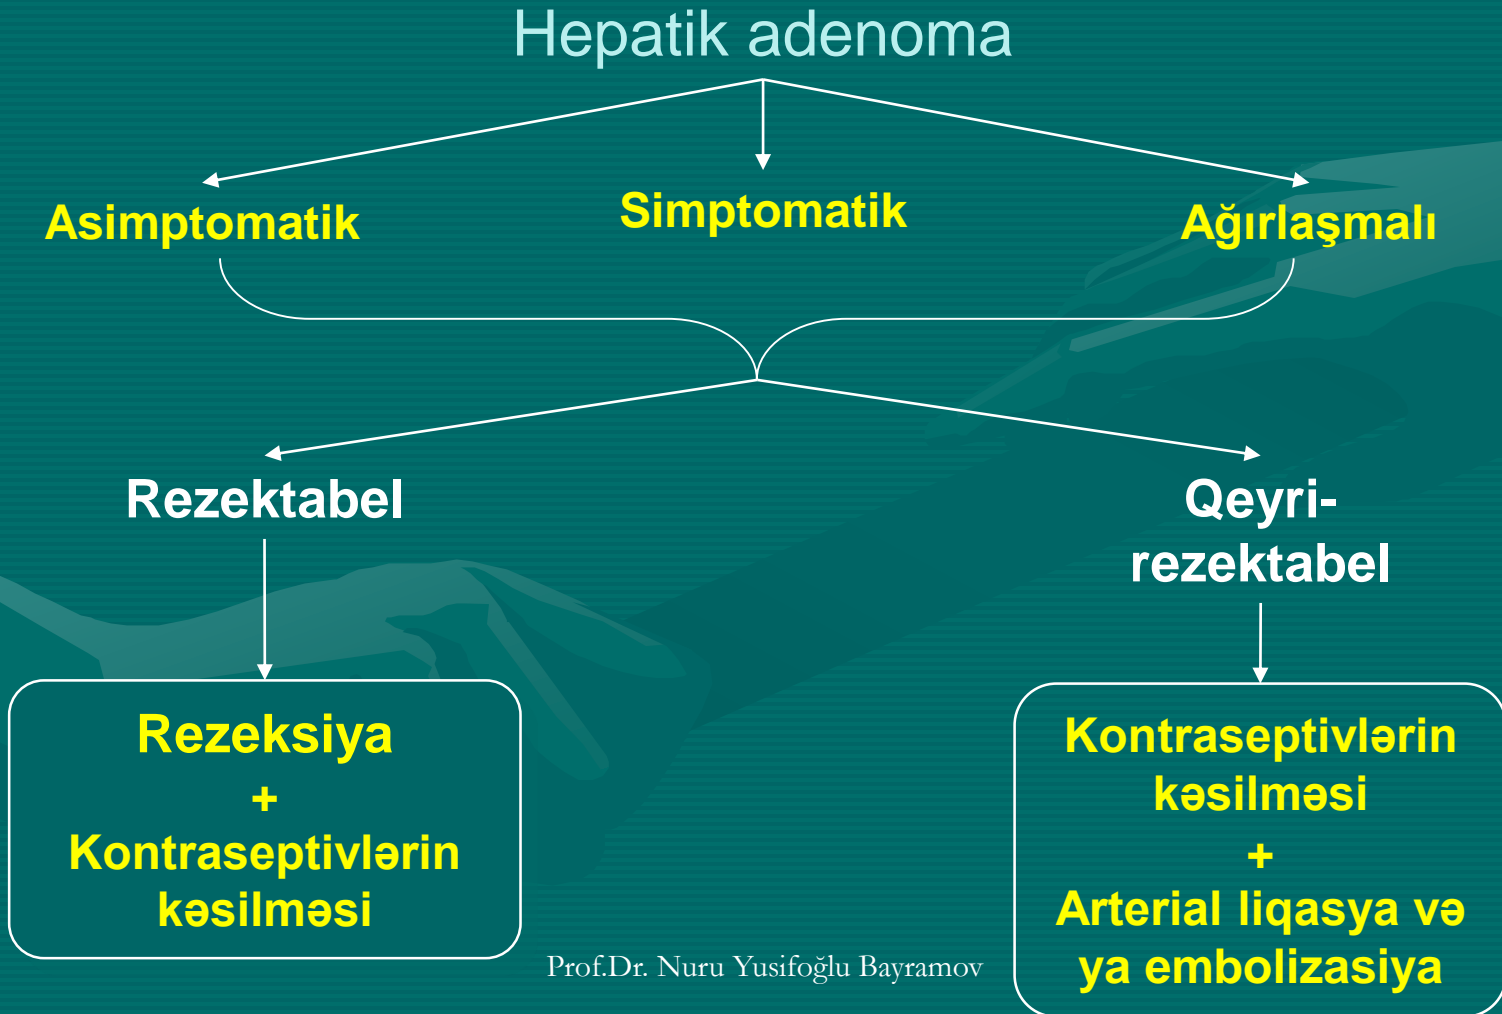 Hepatik adenoma
Asimptomatik
Simptomatik
Ağırlaşmalı
Rezektabel
Qeyri-
rezektabel
Rezeksiya
+
Kontraseptivlərin
kəsilməsi
Kontraseptivlərin
kəsilməsi
+
Arterial liqasya və
ya embolizasiya
Prof.Dr. Nuru Yusifoğlu Bayramov